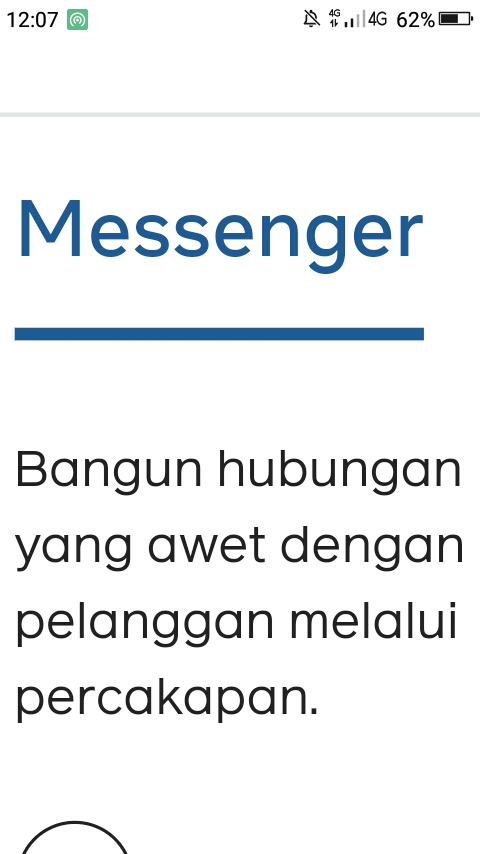 12:07 4G 4G 62%
Messenger
Bangun hubungan
yang awet dengan
pelanggan melalui
percakapan.